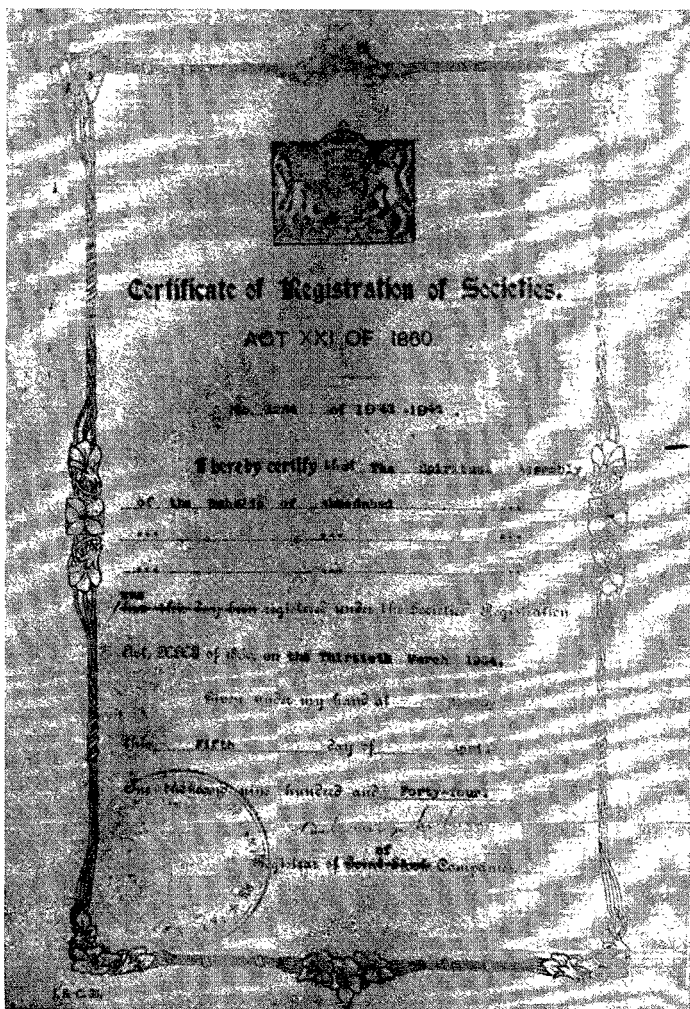 Certificate of Registration of Societies.
ACT XXI OF 1860
No. of 1943-1944.
I hereby certify that The Spiritual Assembly
of the Baha'is of ...
... ... ...
... ... ...
was
/has this day been registered under the Societies' Registration
Act, XXI of 1860, on the Thirtieth March 1944.
Given under my hand at
This Fifth day of
One thousand nine hundred and Forty-four.
of
Registrar of Companies